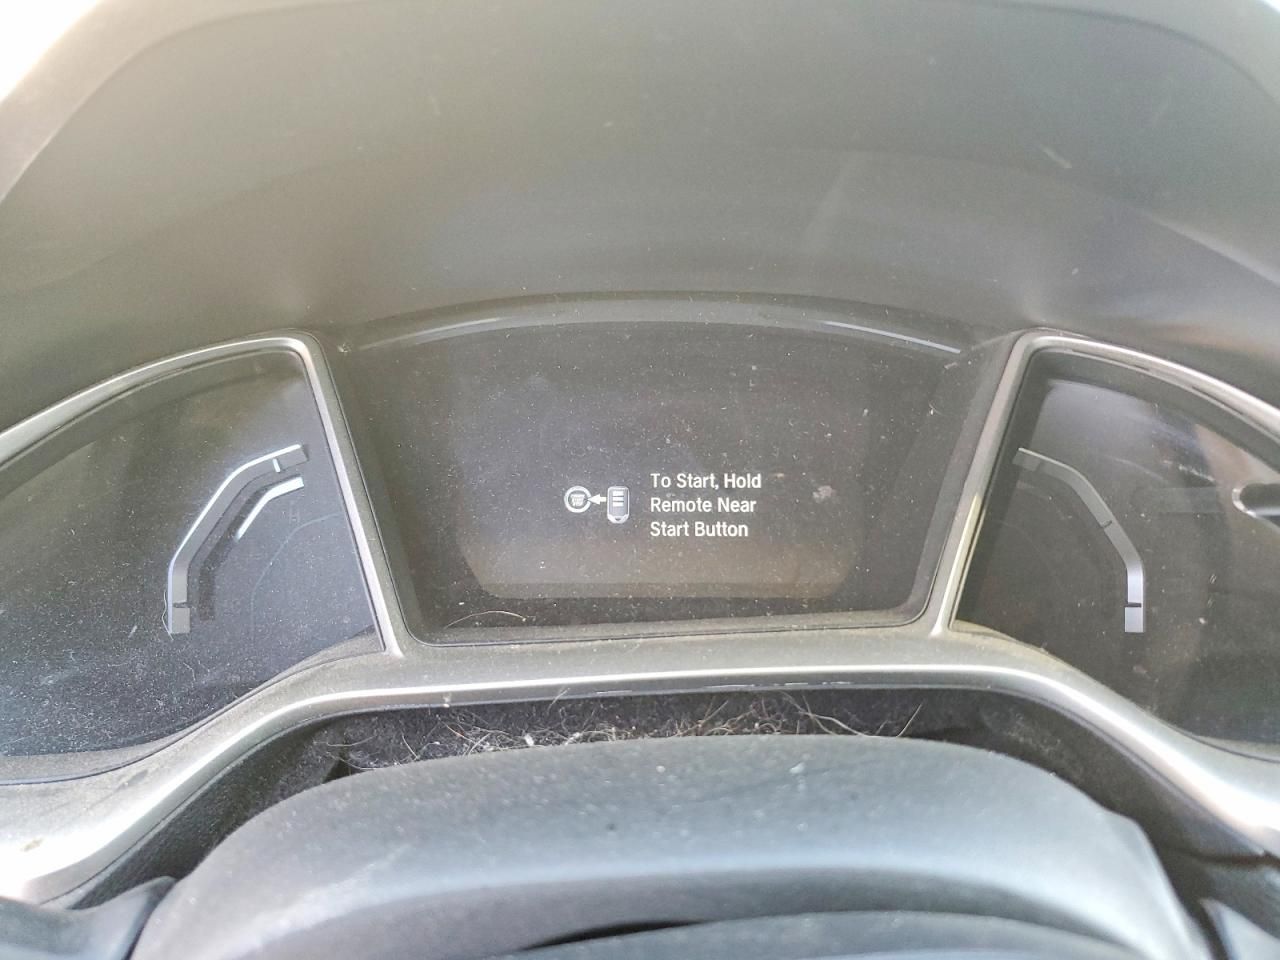 To Start, Hold
Remote Near
Start Button